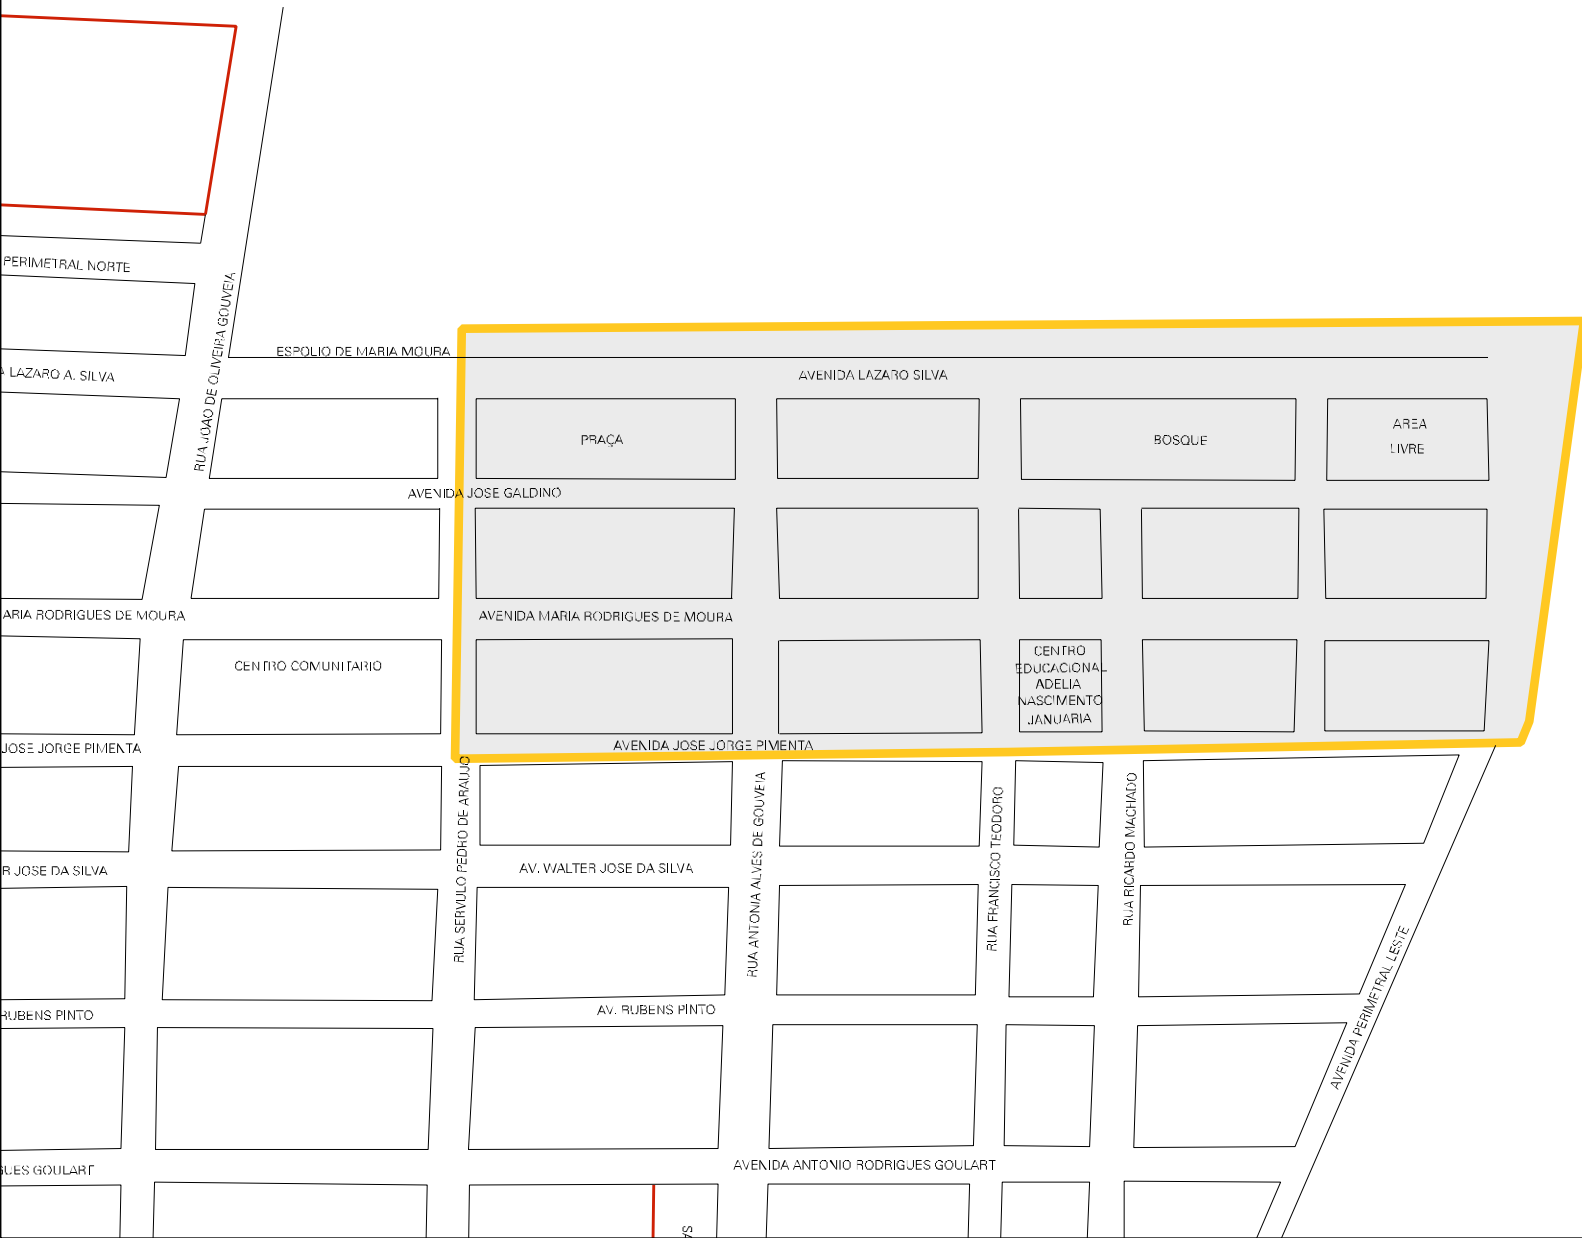 PERIMETRAL NORTE
RUA JOAO DE OLIVEIRA GOUVEIA
ESPOLIO DE MARIA MOURA
LAZARO A. SILVA
AVENIDA LAZARO SILVA
PRAÇA
BOSQUE
AREA
LIVRE
AVENIDA JOSE GALDINO
ARIA RODRIGUES DE MOURA
AVENIDA MARIA RODRIGUES DE MOURA
CENTRO COMUNITARIO
CENTRO
EDUCACIONAL
ADELIA
NASCIMENTO
JANUARIA
JOSE JORGE PIMENTA
AVENIDA JOSE JORGE PIMENTA
RUA SERVULO PEDRO DE ARAUJO
RUA ANTONIA ALVES DE GOUVEIA
RUA FRANCISCO TEODORO
RUA RICARDO MACHADO
R JOSE DA SILVA
AV. WALTER JOSE DA SILVA
AVENIDA PERIMETRAL LESTE
RUBENS PINTO
AV. RUBENS PINTO
GUES GOULART
AVENIDA ANTONIO RODRIGUES GOULART
SA